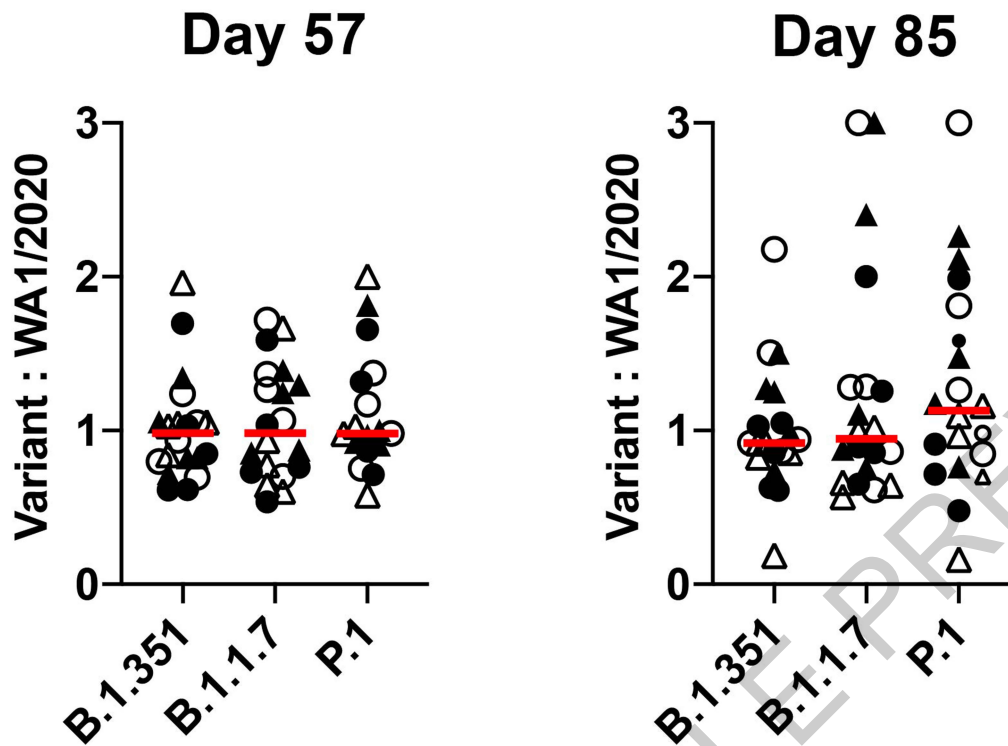 Day 57
Variant : WA1/2020
3
2
1
0
B.1.351
B.1.1.7
P.1
Day 85
Variant : WA1/2020
3
2
1
0
B.1.351
B.1.1.7
P.1